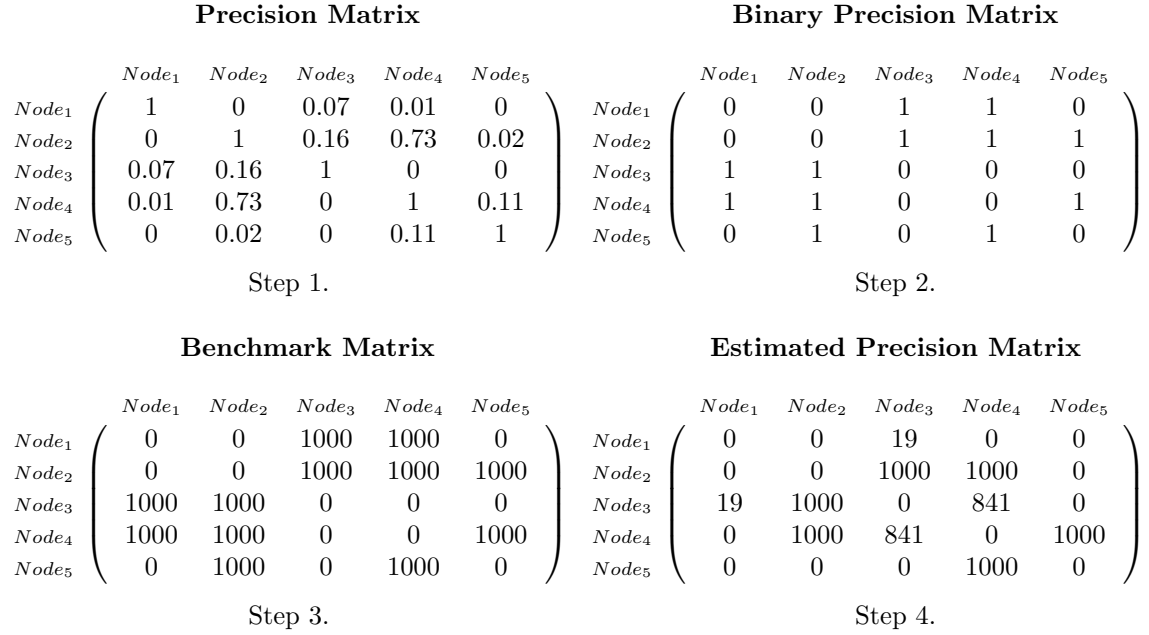 Precision Matrix
Node₁ Node₂ Node₃ Node₄ Node₅
Node₁ 1 0 0.07 0.01 0
Node₂ 0 1 0.16 0.73 0.02
Node₃ 0.07 0.16 1 0 0
Node₄ 0.01 0.73 0 1 0.11
Node₅ 0 0.02 0 0.11 1
Step 1.
Binary Precision Matrix
Node₁ Node₂ Node₃ Node₄ Node₅
Node₁ 0 0 1 1 0
Node₂ 0 0 1 1 1
Node₃ 1 1 0 0 0
Node₄ 1 1 0 0 1
Node₅ 0 1 0 1 0
Step 2.
Benchmark Matrix
Node₁ Node₂ Node₃ Node₄ Node₅
Node₁ 0 0 1000 1000 0
Node₂ 0 0 1000 1000 1000
Node₃ 1000 1000 0 0 0
Node₄ 1000 1000 0 0 1000
Node₅ 0 1000 0 1000 0
Step 3.
Estimated Precision Matrix
Node₁ Node₂ Node₃ Node₄ Node₅
Node₁ 0 0 19 0 0
Node₂ 0 0 1000 1000 0
Node₃ 19 1000 0 841 0
Node₄ 0 1000 841 0 1000
Node₅ 0 0 0 1000 0
Step 4.